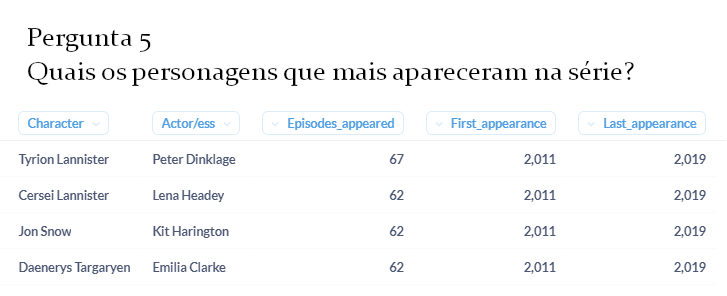 Pergunta 5
Quais os personagens que mais apareceram na série?
Character Actor/ess Episodes_appeared First_appearance Last_appearance
Tyrion Lannister Peter Dinklage 67 2,011 2,019
Cersei Lannister Lena Headey 62 2,011 2,019
Jon Snow Kit Harington 62 2,011 2,019
Daenerys Targaryen Emilia Clarke 62 2,011 2,019